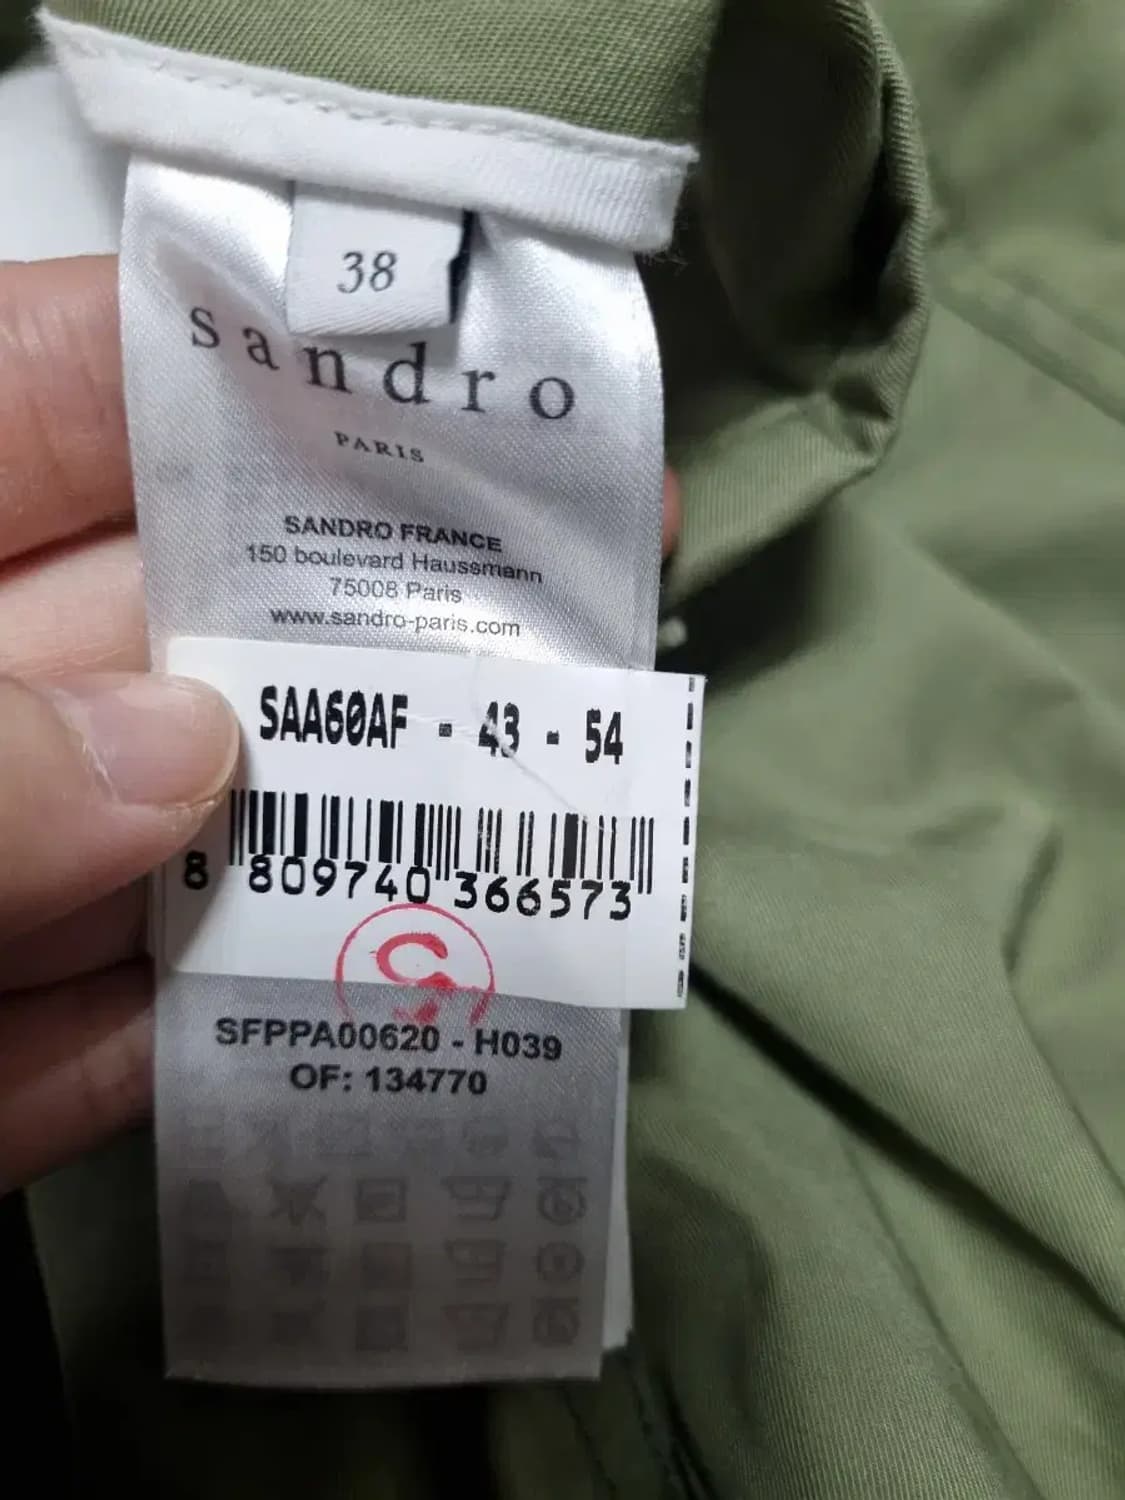 38
sandro
PARIS
SANDRO FRANCE
150 boulevard Haussmann
75008 Paris
www.sandro-paris.com
SAA60AF - 43 - 54
8 809740 366573
SFPPA00620 - H039
OF: 134770